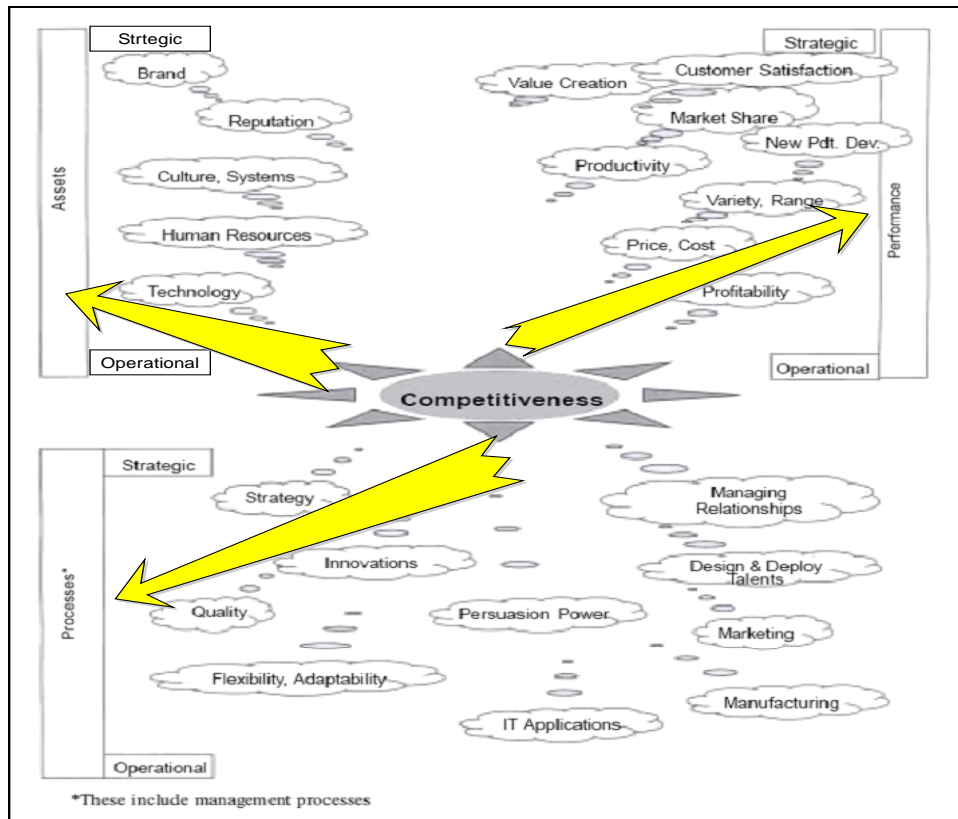 Strtegic
Brand
Reputation
Culture, Systems
Human Resources
Technology
Operational
Assets
Strategic
Value Creation
Customer Satisfaction
Market Share
New Pdt. Dev.
Productivity
Variety, Range
Price, Cost
Profitability
Operational
Performance
Competitiveness
Strategic
Strategy
Innovations
Quality
Flexibility, Adaptability
Persuasion Power
IT Applications
Managing
Relationships
Design & Deploy
Talents
Marketing
Manufacturing
Processes*
Operational
*These include management processes